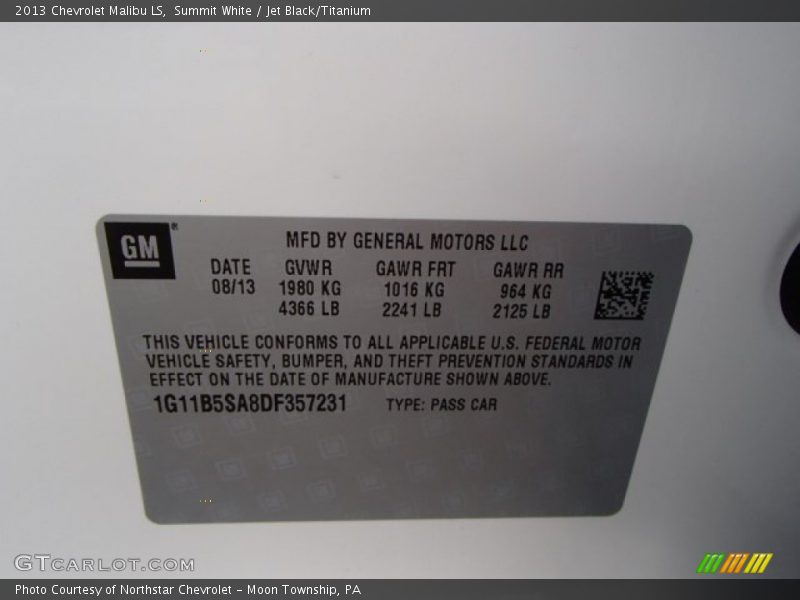 2013 Chevrolet Malibu LS, Summit White / Jet Black/Titanium
GM®
MFD BY GENERAL MOTORS LLC
DATE GVWR GAWR FRT GAWR RR
08/13 1980 KG 1016 KG 964 KG
4366 LB 2241 LB 2125 LB
THIS VEHICLE CONFORMS TO ALL APPLICABLE U.S. FEDERAL MOTOR
VEHICLE SAFETY, BUMPER, AND THEFT PREVENTION STANDARDS IN
EFFECT ON THE DATE OF MANUFACTURE SHOWN ABOVE.
1G11B5SA8DF357231 TYPE: PASS CAR
GTCARLOT.COM
Photo Courtesy of Northstar Chevrolet - Moon Township, PA